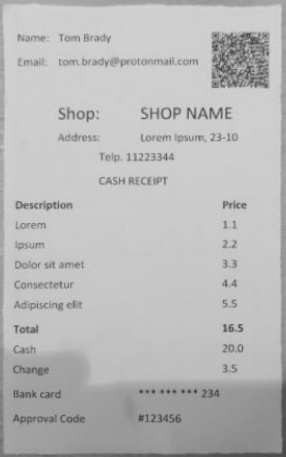 Name: Tom Brady
Email: tom.brady@protonmail.com
Shop: SHOP NAME
Address: Lorem Ipsum, 23-10
Telp. 11223344
CASH RECEIPT
Description Price
Lorem 1.1
Ipsum 2.2
Dolor sit amet 3.3
Consectetur 4.4
Adipiscing elit 5.5
Total 16.5
Cash 20.0
Change 3.5
Bank card *** *** *** 234
Approval Code #123456